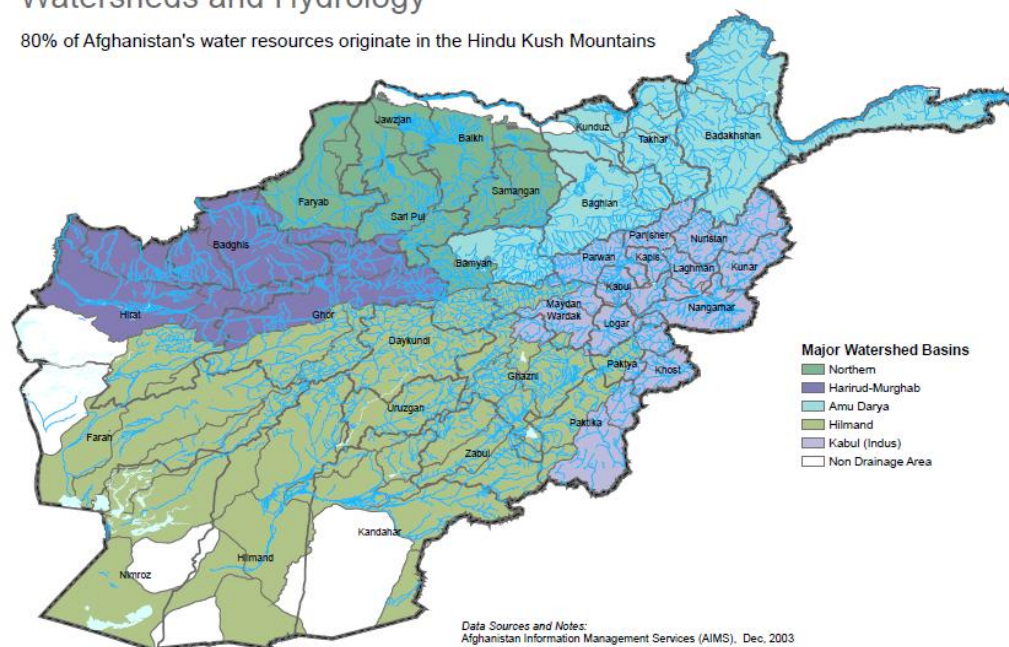 Watersheds and Hydrology
80% of Afghanistan's water resources originate in the Hindu Kush Mountains
Jawzjan
Balkh
Kunduz
Takhar
Badakhshan
Samangan
Faryab
Baghlan
Sari Pul
Badghis
Panjsher
Nuristan
Bamyan
Parwan
Kapis
Laghman
Kunar
Kabul
Maydan
Wardak
Nangarhar
Hirat
Ghor
Logar
Daykundi
Paktya
Khost
Ghazni
Uruzgan
Paktika
Farah
Zabul
Kandahar
Hilmand
Nimroz
Major Watershed Basins
Northern
Harirud-Murghab
Amu Darya
Hilmand
Kabul (Indus)
Non Drainage Area
Data Sources and Notes:
Afghanistan Information Management Services (AIMS), Dec, 2003